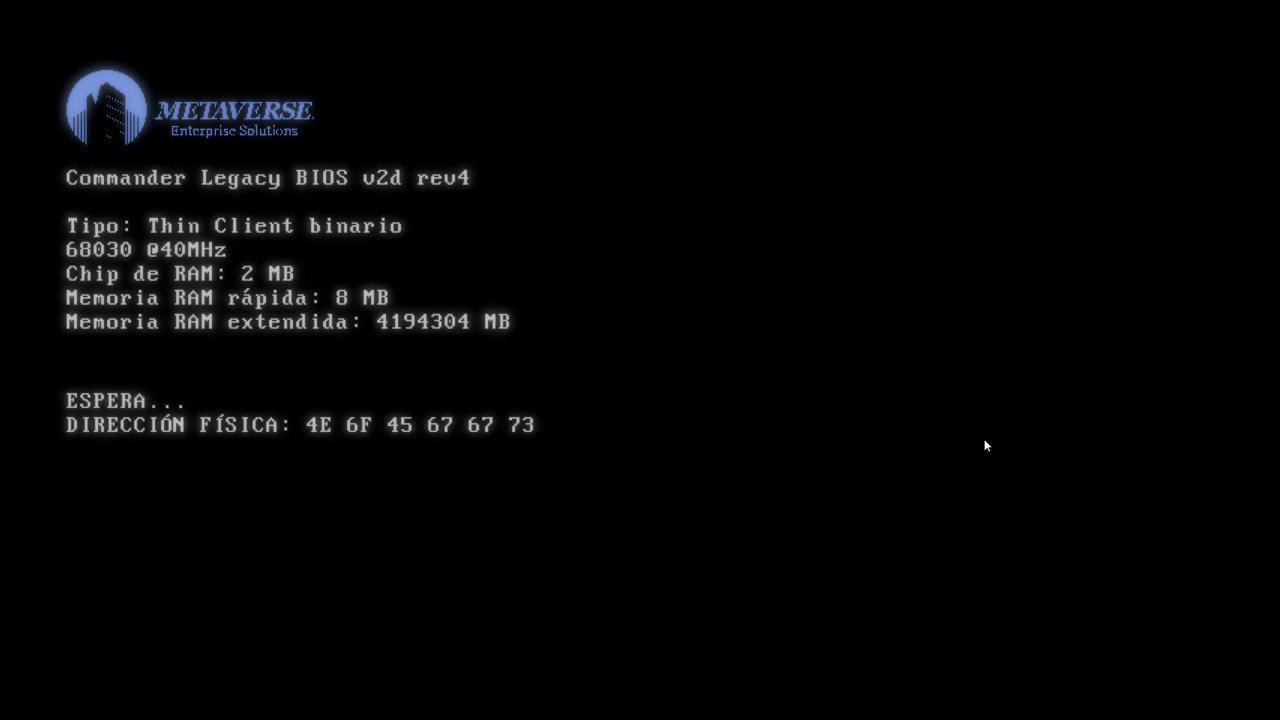 METAVERSE
Enterprise Solutions
Commander Legacy BIOS v2d rev4
Tipo: Thin Client binario
68030 @40MHz
Chip de RAM: 2 MB
Memoria RAM rápida: 8 MB
Memoria RAM extendida: 4194304 MB
ESPERA...
DIRECCIÓN FÍSICA: 4E 6F 45 67 67 73